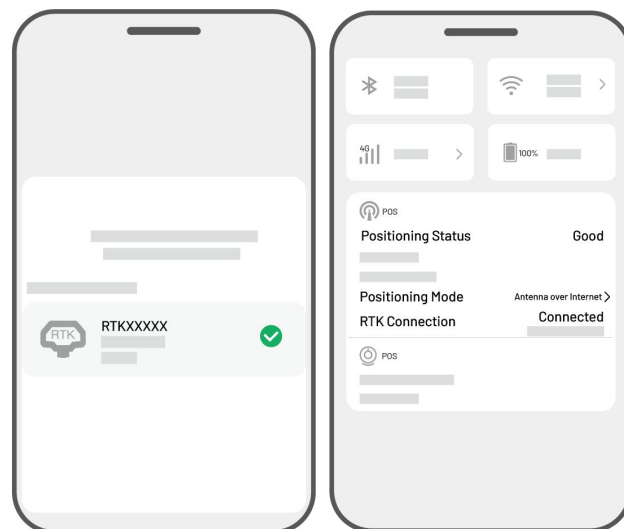 RTK
RTKXXXXX
4G
100%
POS
Positioning Status Good
Positioning Mode Antenna over Internet
RTK Connection Connected
POS